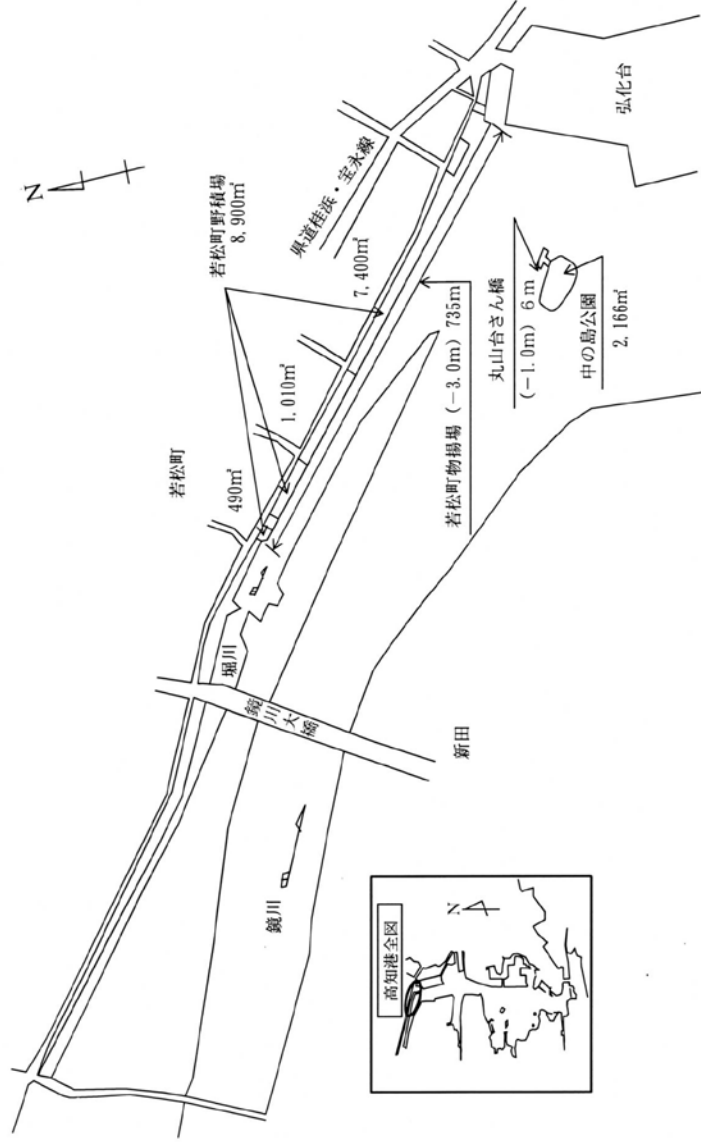 N
若松町野積場
8,900㎡
県道桂浜・宝永線
7,400㎡
1,010㎡
490㎡
若松町
堀川
鏡川大橋
鏡川
新田
弘化台
若松町物揚場(-3.0m)735m
丸山台さん橋
(-1.0m)6m
中の島公園
2.166㎡
高知港全図
N